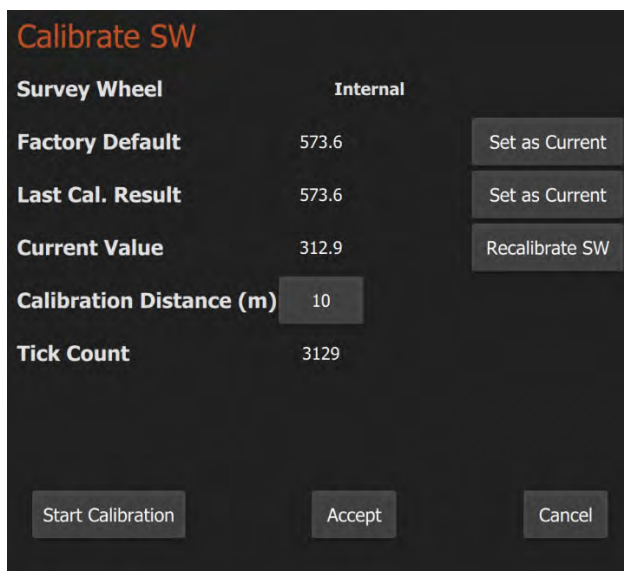 Calibrate SW
Survey Wheel Internal
Factory Default 573.6 Set as Current
Last Cal. Result 573.6 Set as Current
Current Value 312.9 Recalibrate SW
Calibration Distance (m) 10
Tick Count 3129
Start Calibration Accept Cancel